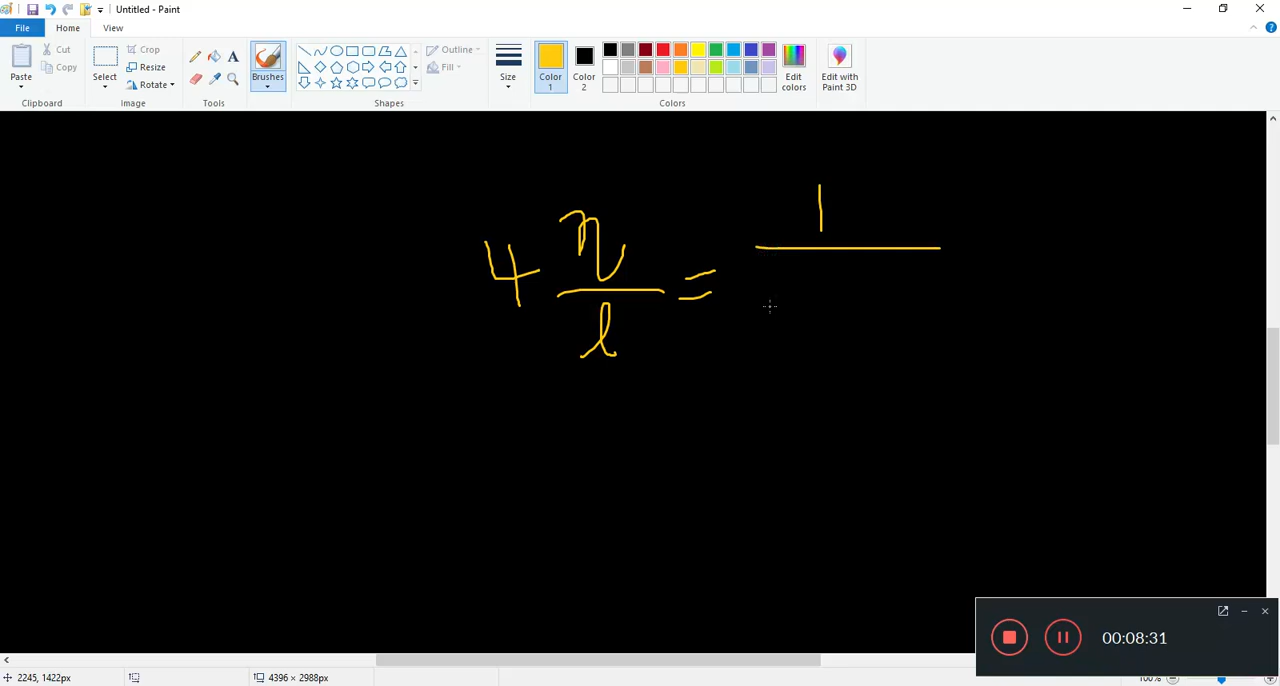 Untitled - Paint
File
Home
View
Paste
Cut
Copy
Clipboard
Select
Crop
Resize
Rotate
Image
A
Tools
Brushes
Outline
Fill
Shapes
Size
Color 1
Color 2
Edit colors
Edit with Paint 3D
Colors
4 η/l = 1/
00:08:31
2245, 1422px
4396 × 2988px
100%